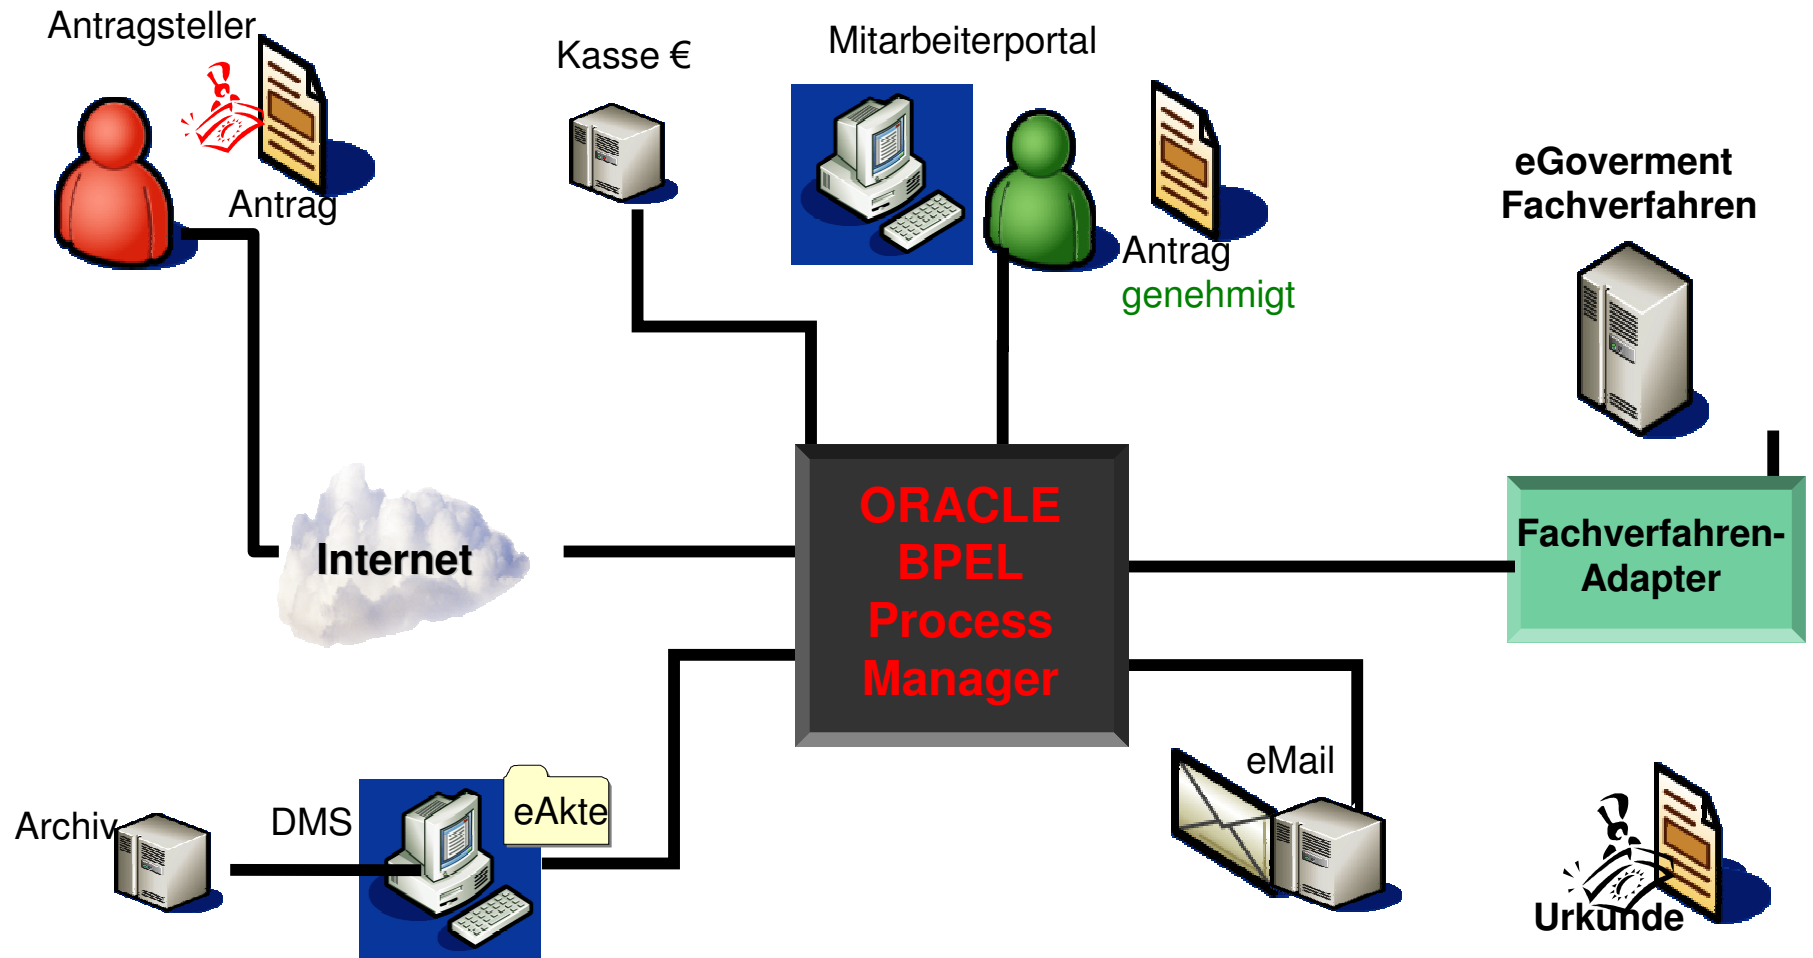 Antragsteller
Antrag
Kasse €
Mitarbeiterportal
Antrag
genehmigt
eGoverment
Fachverfahren
Internet
ORACLE
BPEL
Process
Manager
Fachverfahren-
Adapter
Archiv
DMS
eAkte
eMail
Urkunde